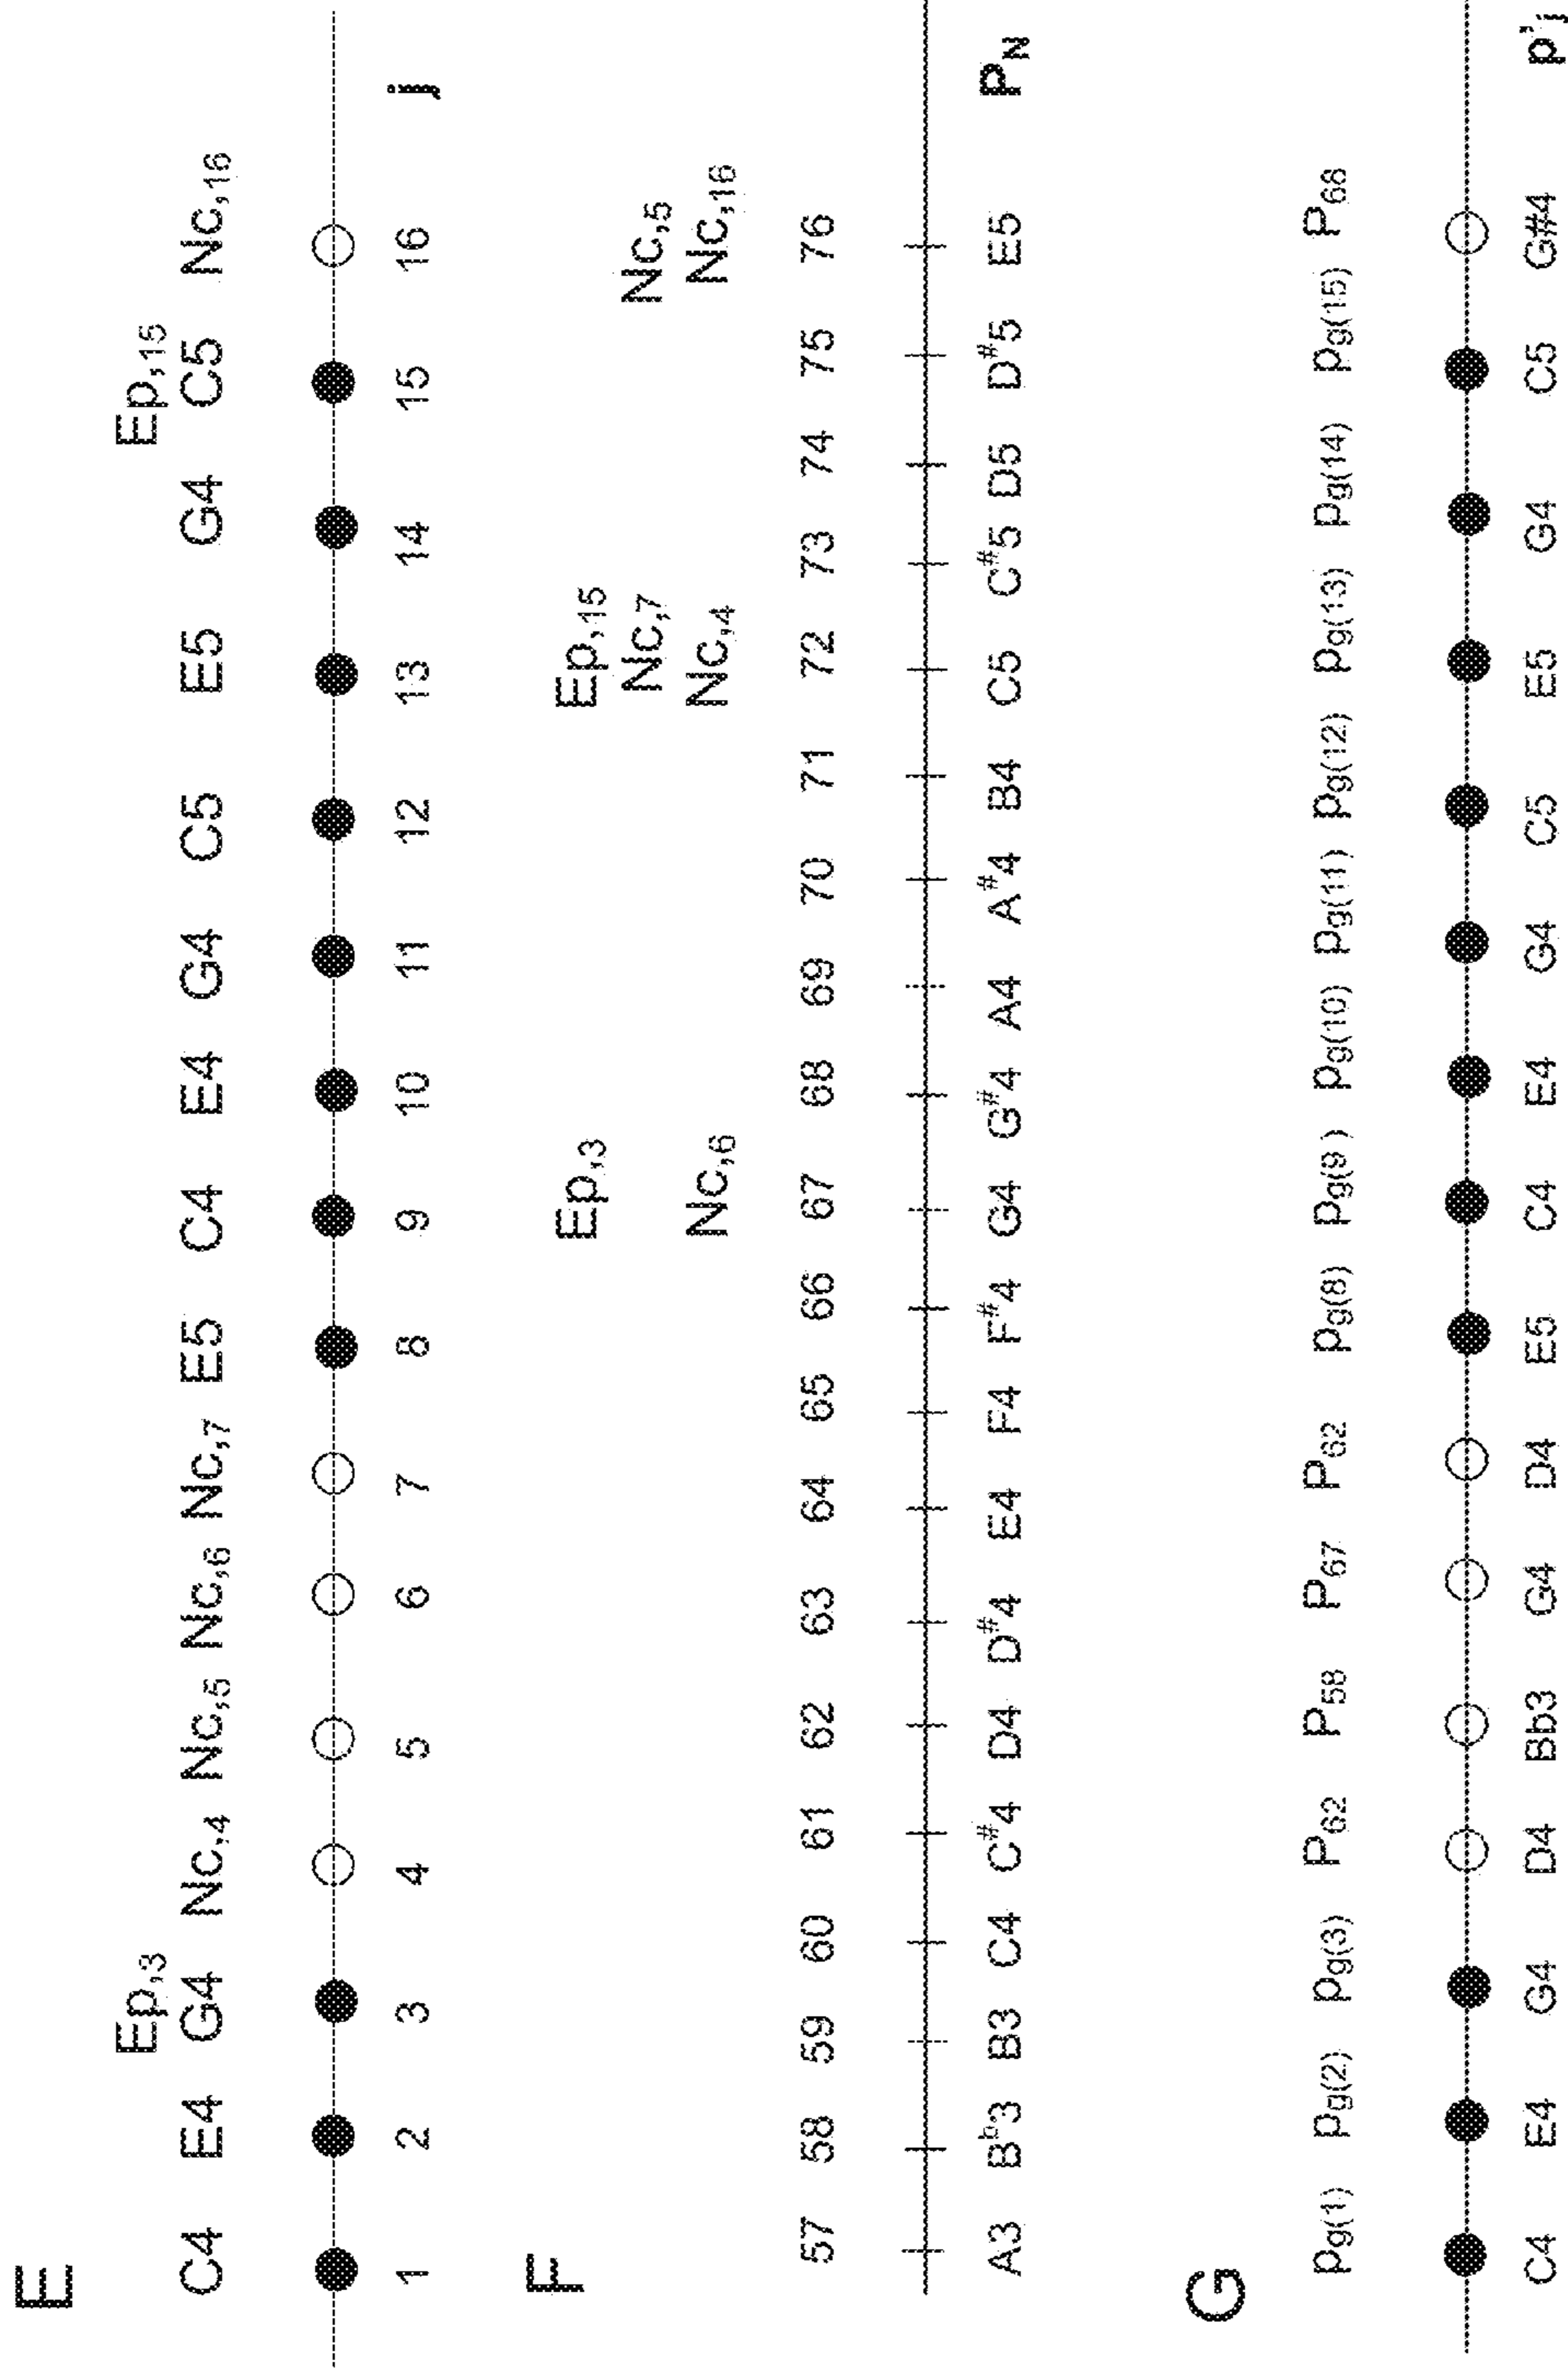 E
Ep,3 Ep,15
C4 E4 G4 Nc,4 Nc,5 Nc,6 Nc,7 E5 C4 E4 G4 C5 E5 G4 C5 Nc,16
1 2 3 4 5 6 7 8 9 10 11 12 13 14 15 16 j
F
Ep,3 Ep,15
Nc,7 Nc,5
Nc,6 Nc,4 Nc,16
57 58 59 60 61 62 63 64 65 66 67 68 69 70 71 72 73 74 75 76
A3 Bb3 B3 C4 C#4 D4 D#4 E4 F4 F#4 G4 G#4 A4 A#4 B4 C5 C#5 D5 D#5 E5 PN
G
pg(1) pg(2) pg(3) P62 P58 P67 P62 pg(8) pg(9) pg(10) pg(11) pg(12) pg(13) pg(14) pg(15) P68
C4 E4 G4 D4 Bb3 G4 D4 E5 C4 E4 G4 C5 E5 G4 C5 G#4 p'j